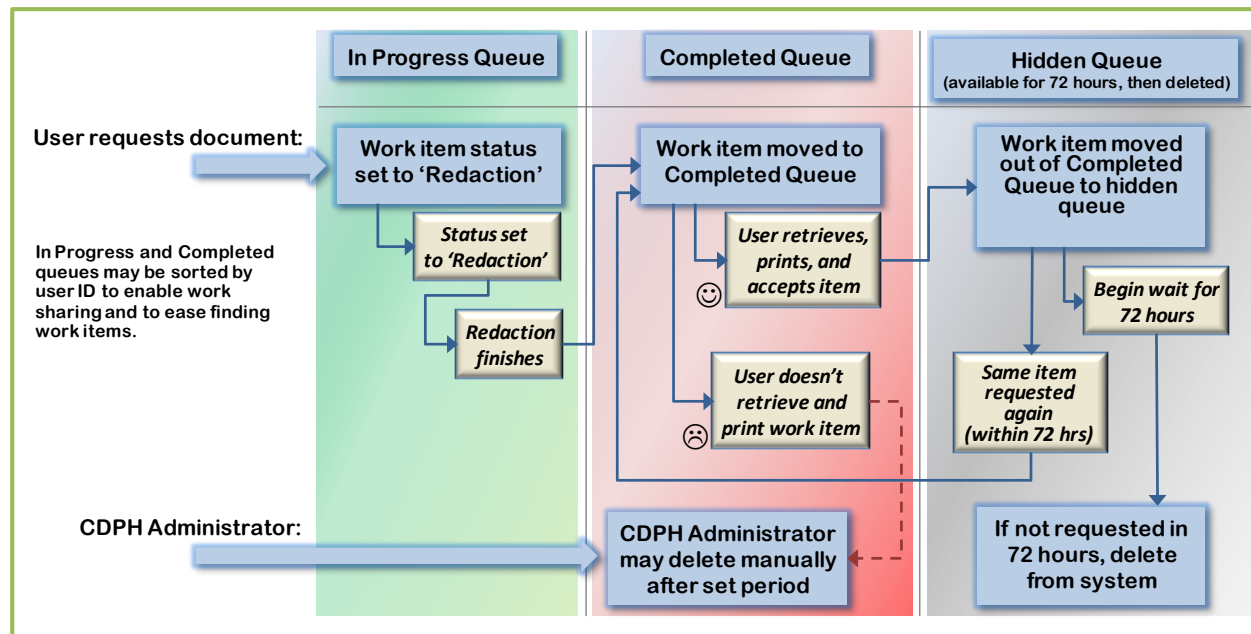 In Progress Queue
Completed Queue
Hidden Queue
(available for 72 hours, then deleted)
User requests document:
Work item status
set to ‘Redaction’
Status set
to ‘Redaction’
Redaction
finishes
In Progress and Completed
queues may be sorted by
user ID to enable work
sharing and to ease finding
work items.
Work item moved to
Completed Queue
User retrieves,
prints, and
accepts item
User doesn’t
retrieve and
print work item
Work item moved
out of Completed
Queue to hidden
queue
Begin wait for
72 hours
Same item
requested
again
(within 72 hrs)
CDPH Administrator:
CDPH Administrator
may delete manually
after set period
If not requested in
72 hours, delete
from system